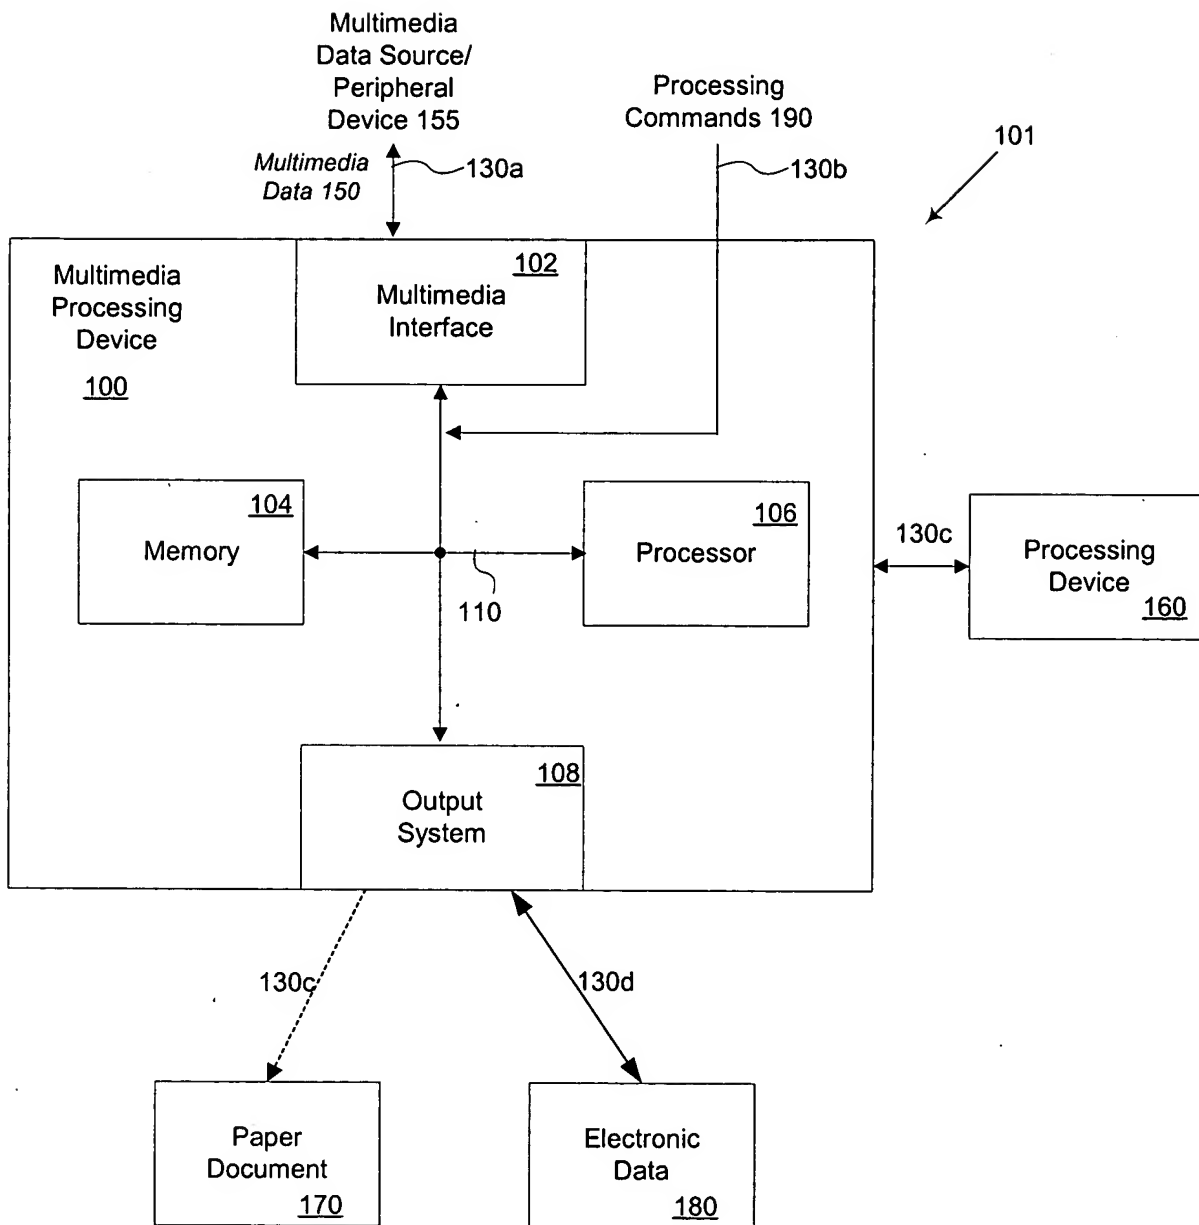 Multimedia
Data Source/
Peripheral
Device 155
Processing
Commands 190
101
Multimedia
Data 150
130a
130b
Multimedia
Processing
Device
100
102
Multimedia
Interface
104
Memory
106
Processor
110
130c
Processing
Device
160
108
Output
System
130c
130d
Paper
Document
170
Electronic
Data
180